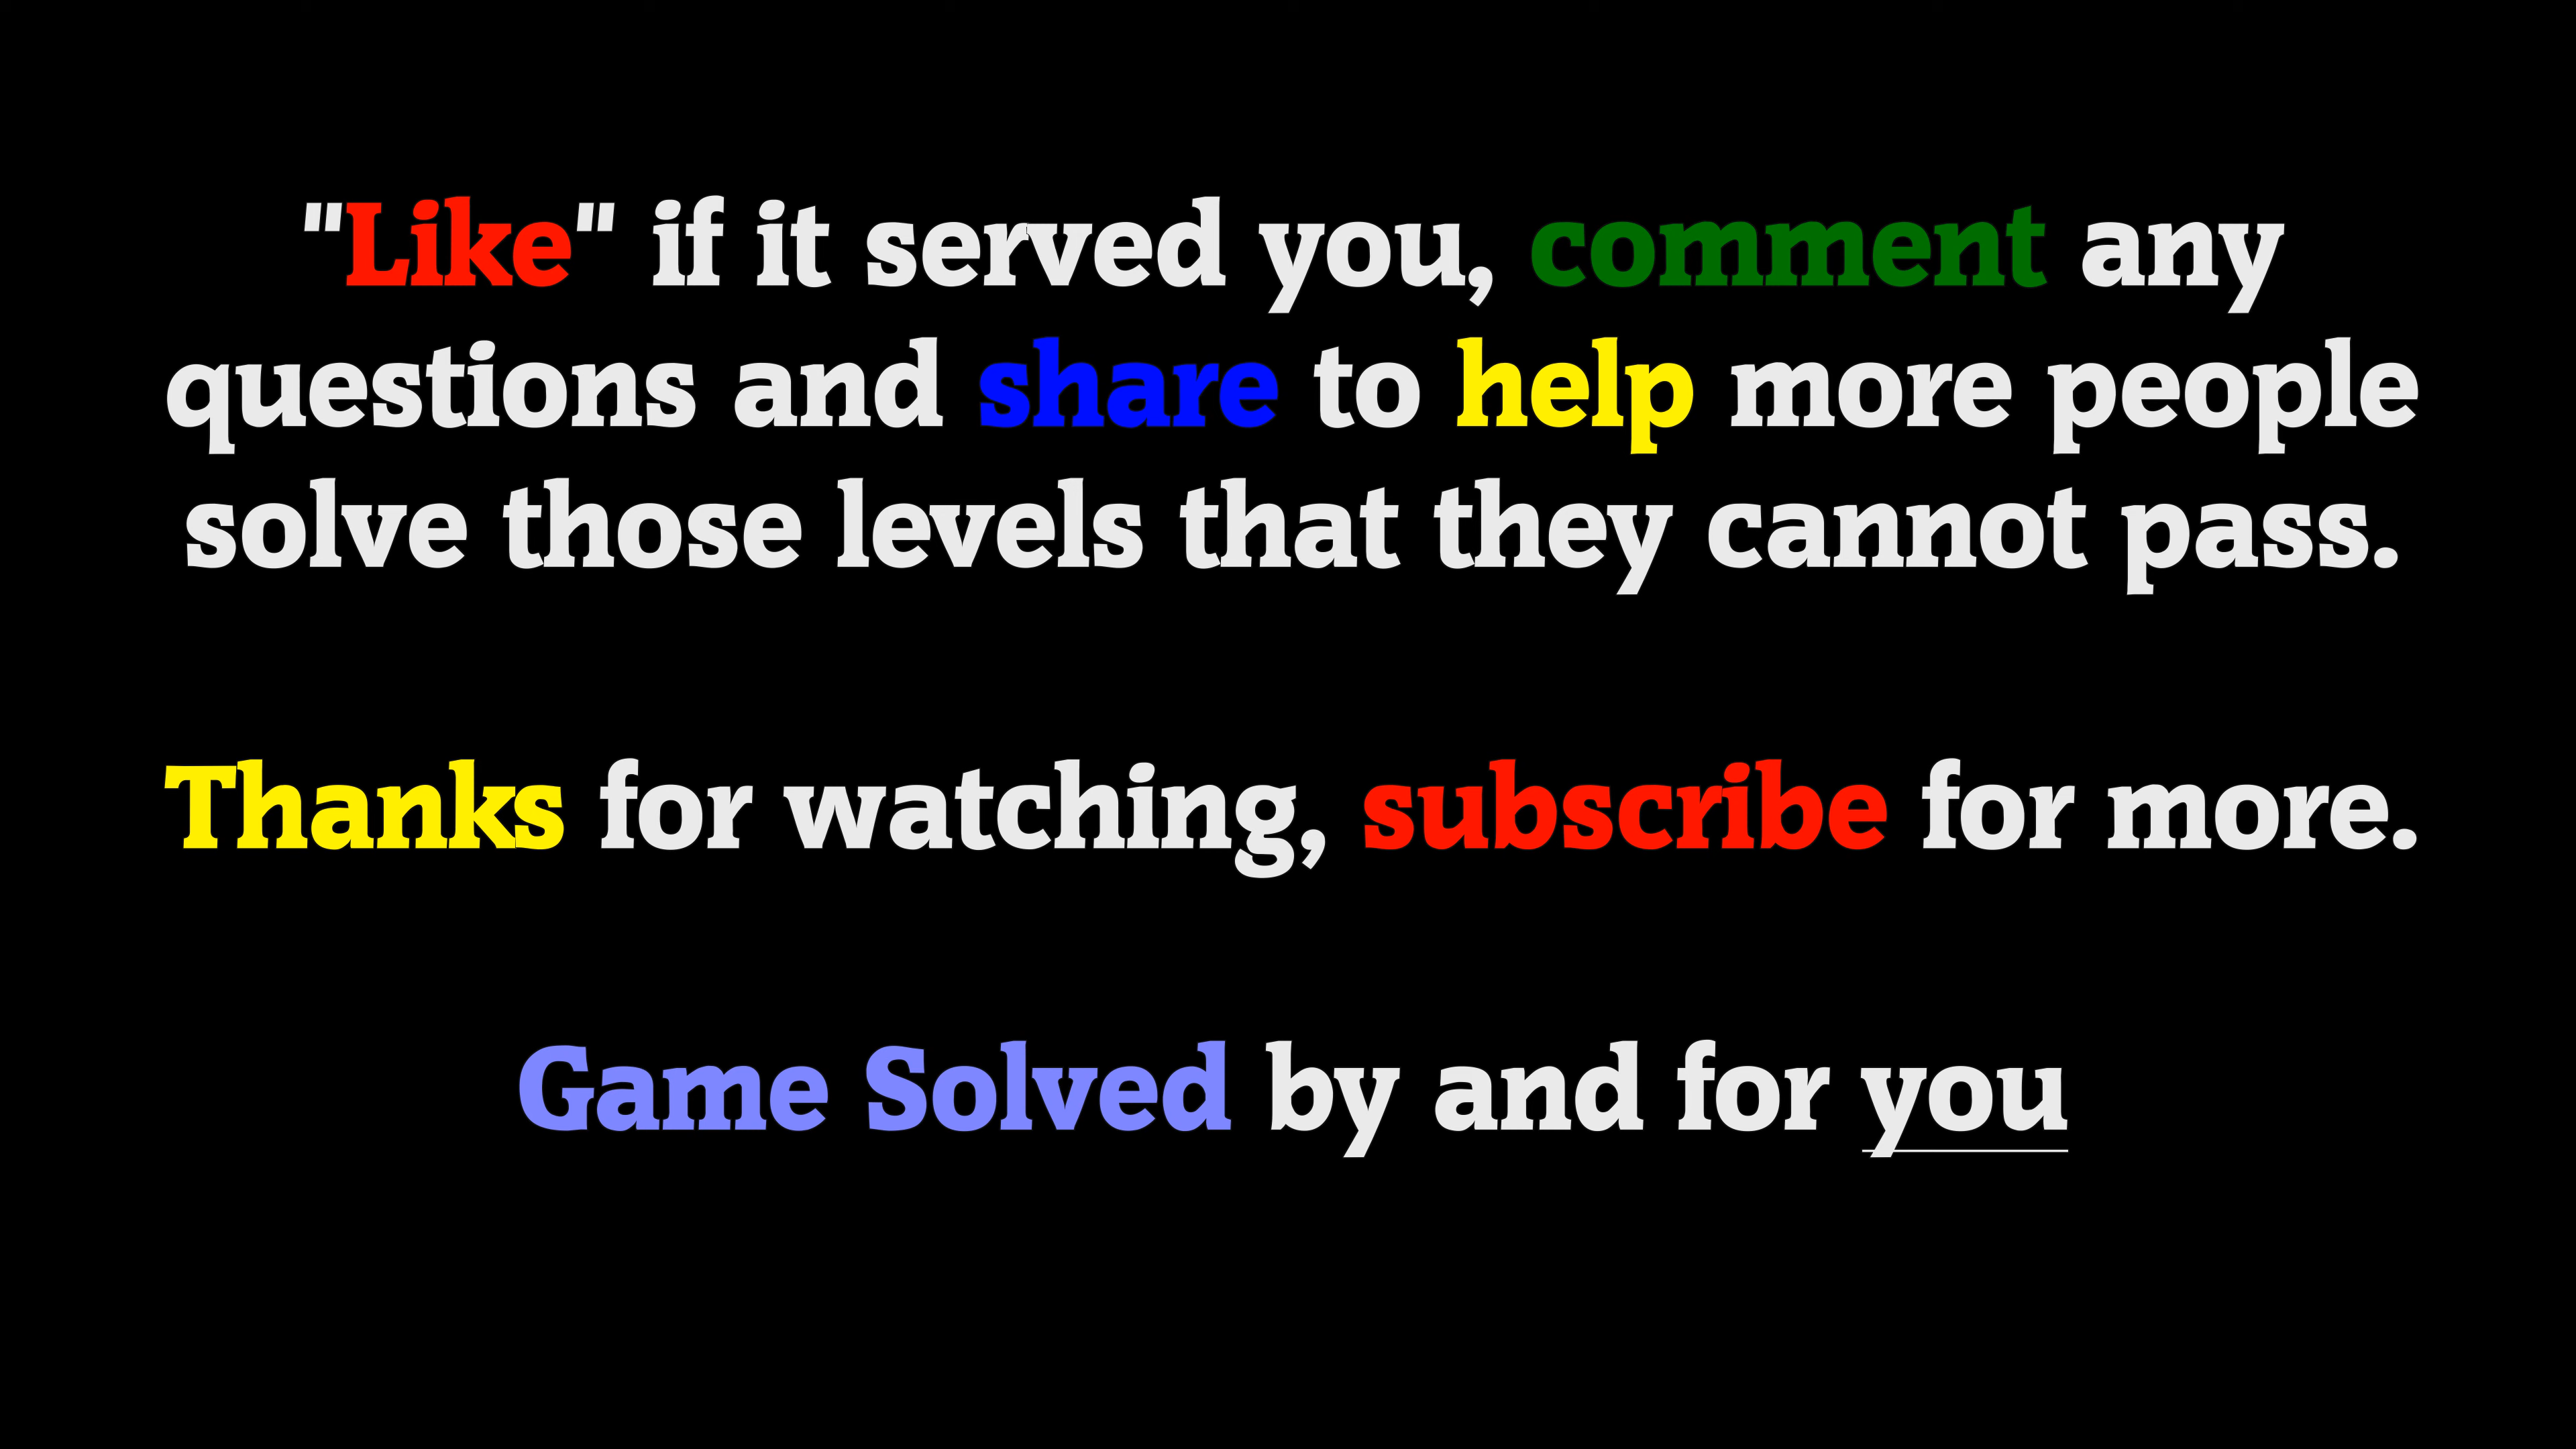 "Like" if it served you, comment any
questions and share to help more people
solve those levels that they cannot pass.
Thanks for watching, subscribe for more.
Game Solved by and for you